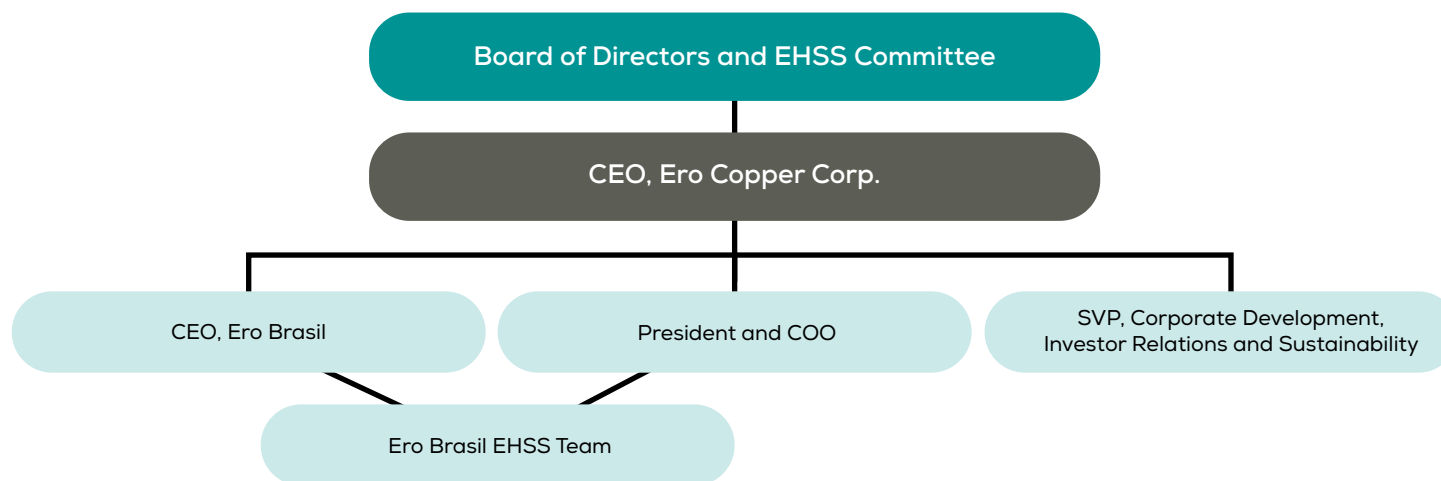 Board of Directors and EHSS Committee
CEO, Ero Copper Corp.
CEO, Ero Brasil
President and COO
SVP, Corporate Development,
Investor Relations and Sustainability
Ero Brasil EHSS Team